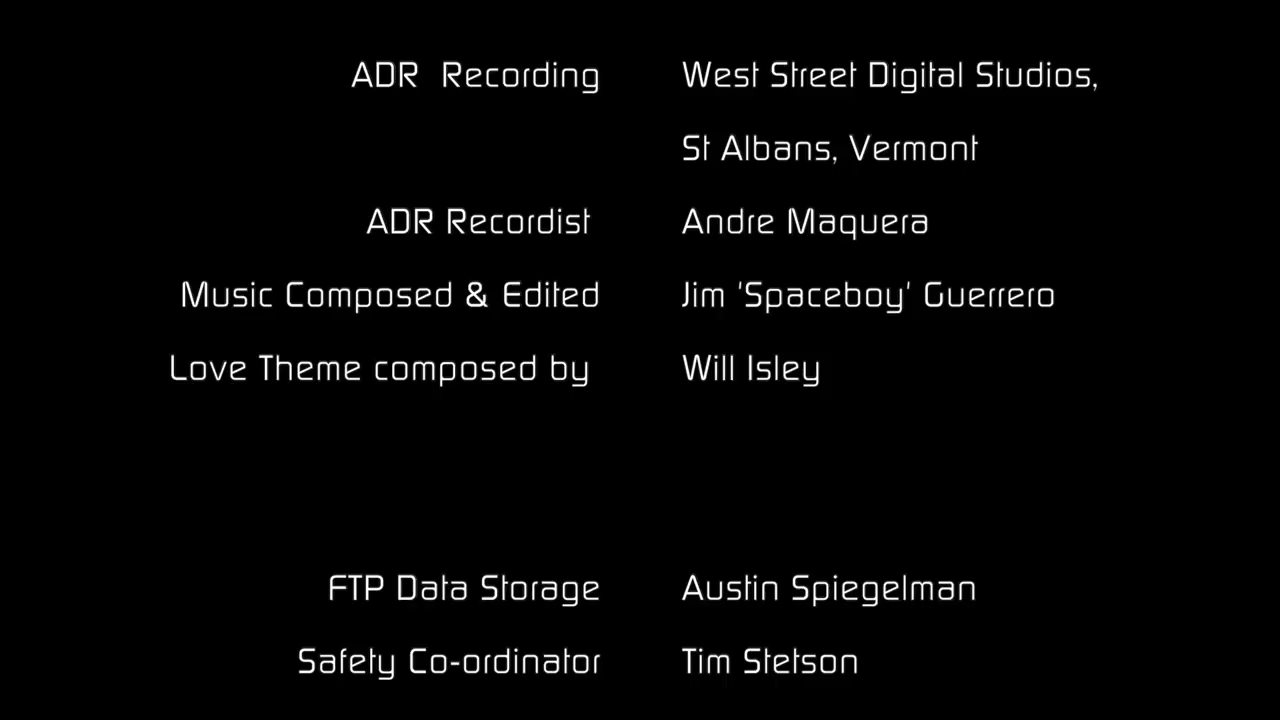 ADR Recording West Street Digital Studios,
St Albans, Vermont
ADR Recordist Andre Maquera
Music Composed & Edited Jim 'Spaceboy' Guerrero
Love Theme composed by Will Isley
FTP Data Storage Austin Spiegelman
Safety Co-ordinator Tim Stetson